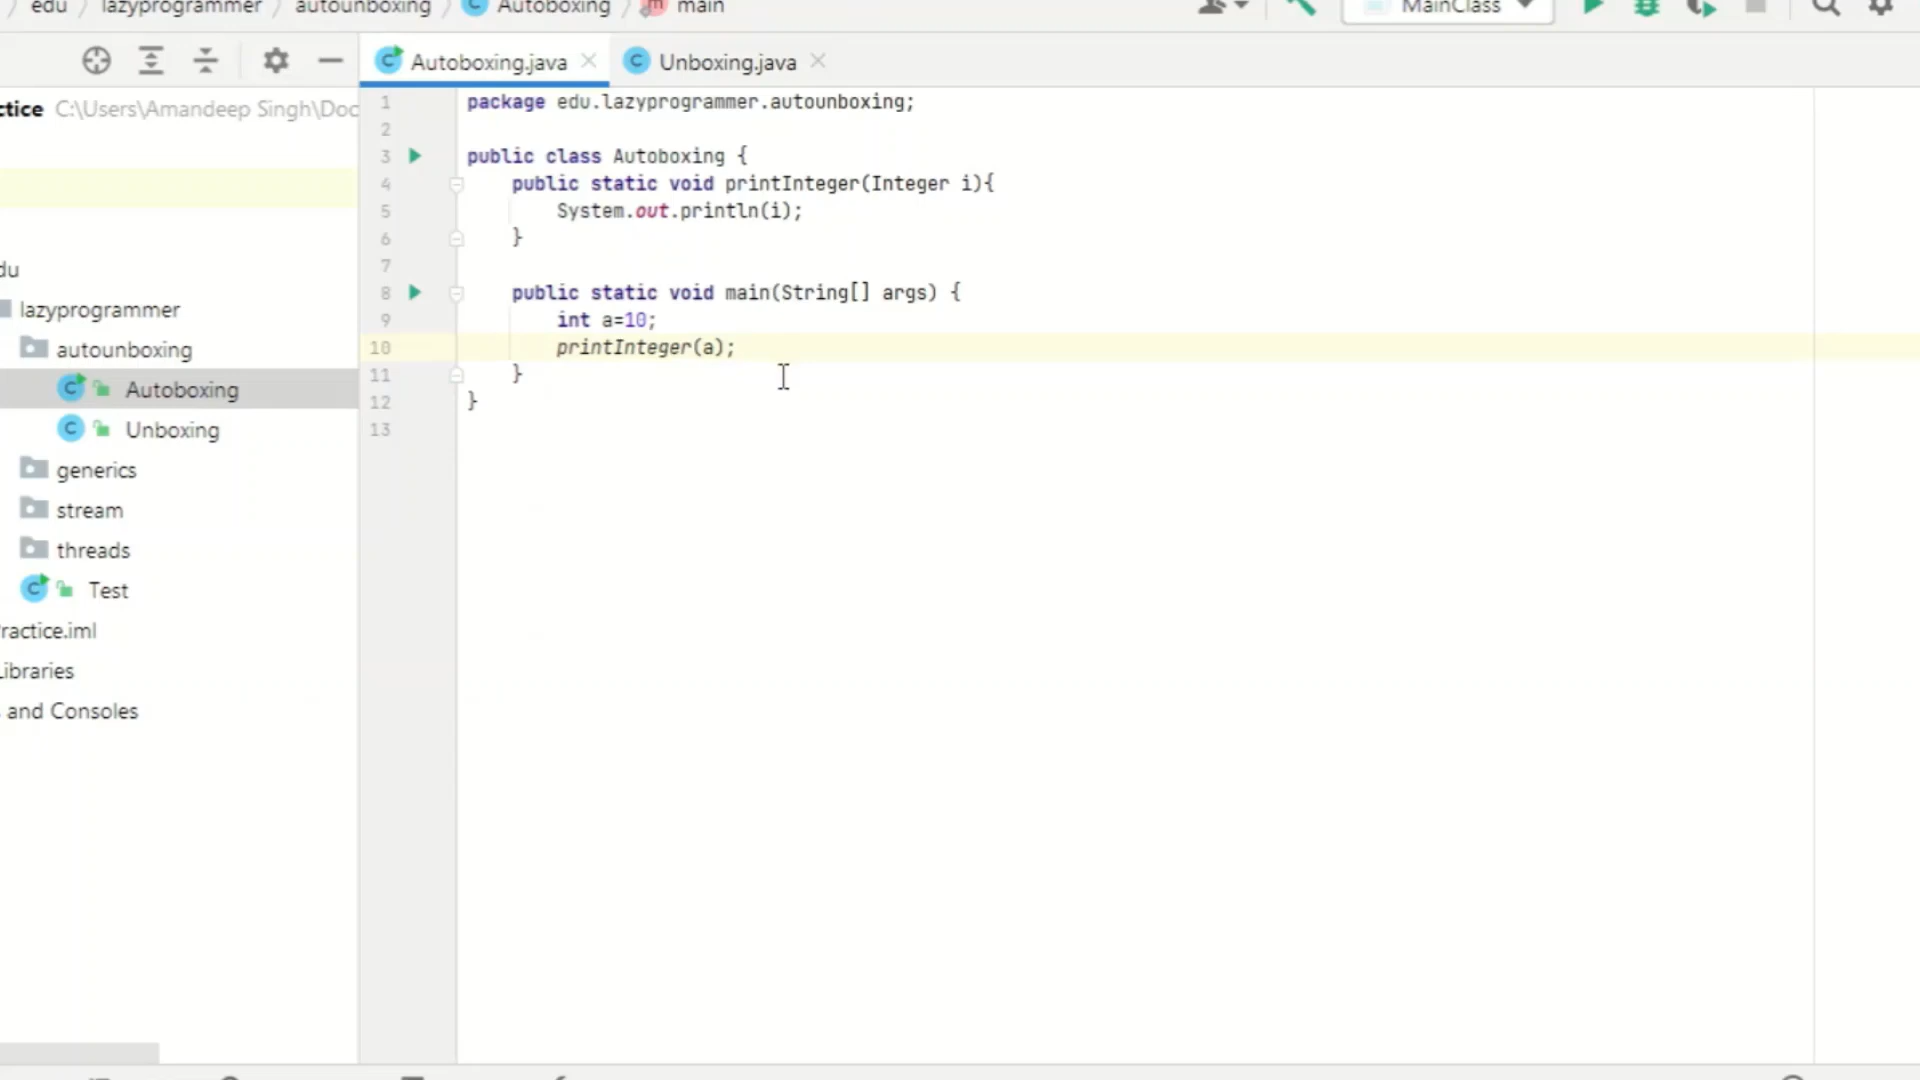 edu lazyprogrammer autounboxing Autoboxing main
MainClass
Autoboxing.java Unboxing.java
ctice C:\Users\Amandeep Singh\Doc
du
lazyprogrammer
autounboxing
Autoboxing
Unboxing
generics
stream
threads
Test
ractice.iml
Libraries
and Consoles
1 package edu.lazyprogrammer.autounboxing;
2
3 public class Autoboxing {
4 public static void printInteger(Integer i){
5 System.out.println(i);
6 }
7
8 public static void main(String[] args) {
9 int a=10;
10 printInteger(a);
11 }
12 }
13